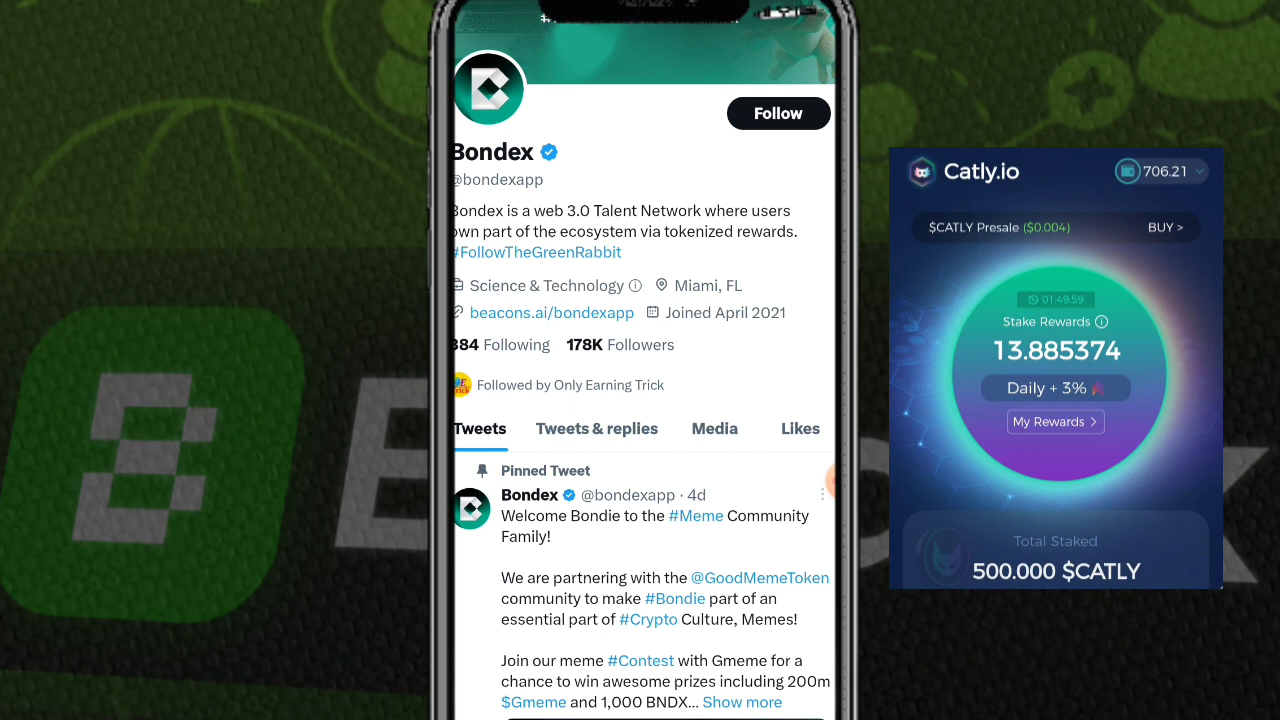 Follow
Bondex
@bondexapp
Bondex is a web 3.0 Talent Network where users
own part of the ecosystem via tokenized rewards.
#FollowTheGreenRabbit
Science & Technology Miami, FL
beacons.ai/bondexapp Joined April 2021
384 Following 178K Followers
Followed by Only Earning Trick
Tweets Tweets & replies Media Likes
Pinned Tweet
Bondex @bondexapp · 4d
Welcome Bondie to the #Meme Community
Family!
We are partnering with the @GoodMemeToken
community to make #Bondie part of an
essential part of #Crypto Culture, Memes!
Join our meme #Contest with Gmeme for a
chance to win awesome prizes including 200m
$Gmeme and 1,000 BNDX... Show more
Catly.io 706.21
$CATLY Presale ($0.004) BUY >
01:49:59
Stake Rewards
13.885374
Daily + 3%
My Rewards >
Total Staked
500.000 $CATLY